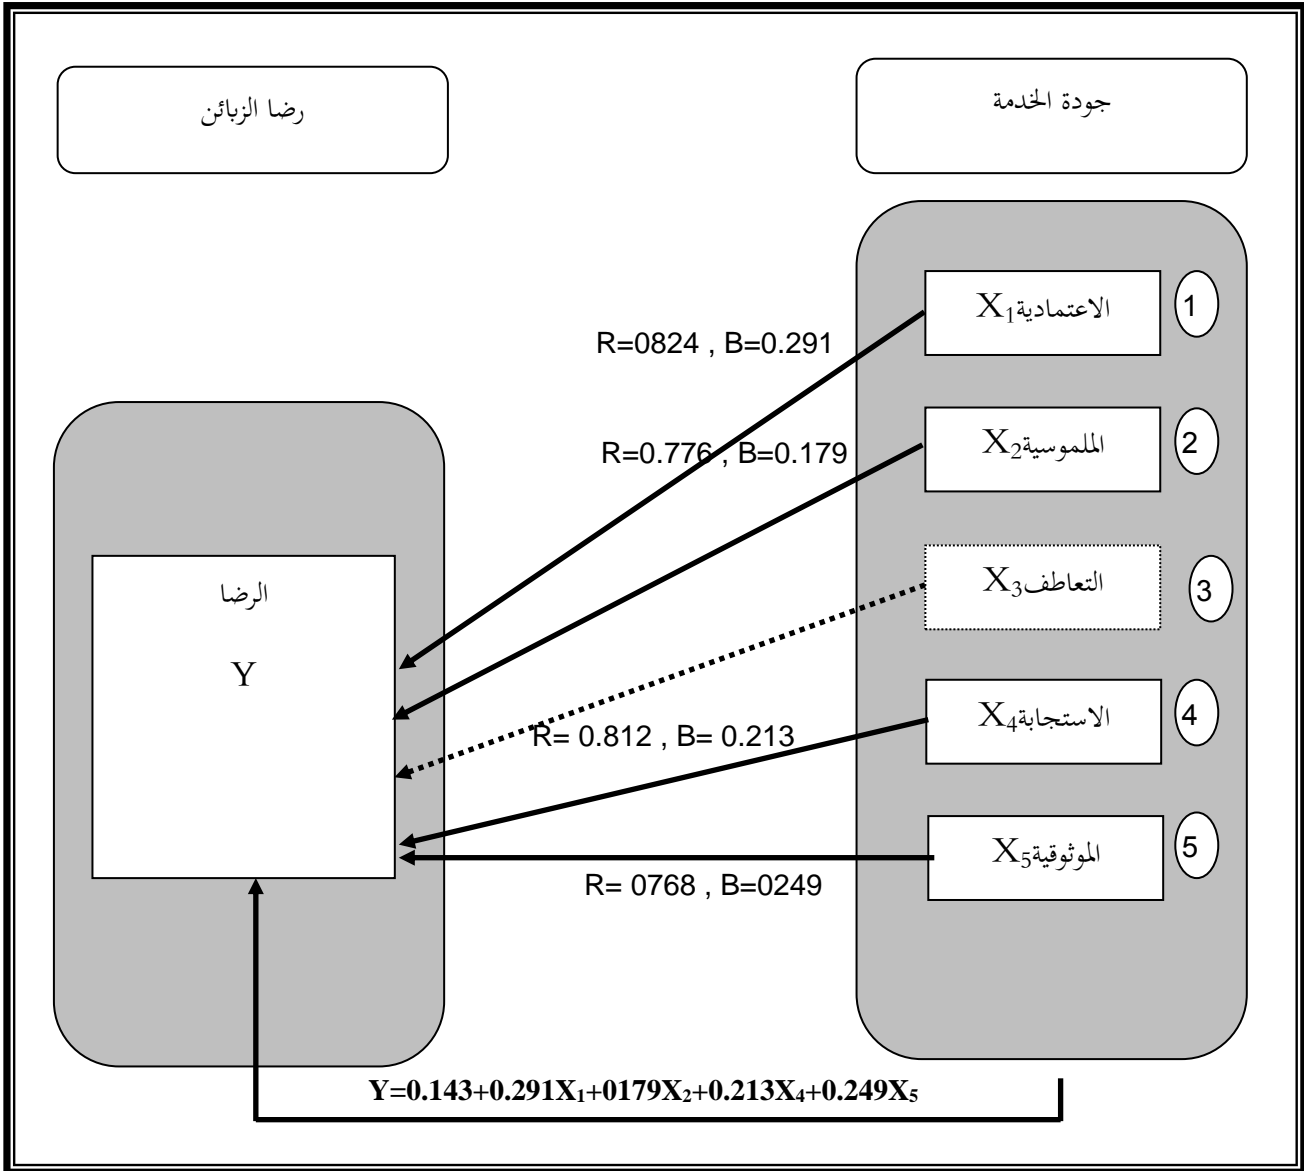 جودة الخدمة
رضا الزبائن
الاعتمادية X₁
1
R=0824 , B=0.291
الملموسية X₂
2
R=0.776 , B=0.179
التعاطف X₃
3
الرضا
Y
الاستجابة X₄
4
R= 0.812 , B= 0.213
الموثوقية X₅
5
R= 0768 , B=0249
Y=0.143+0.291X₁+0179X₂+0.213X₄+0.249X₅